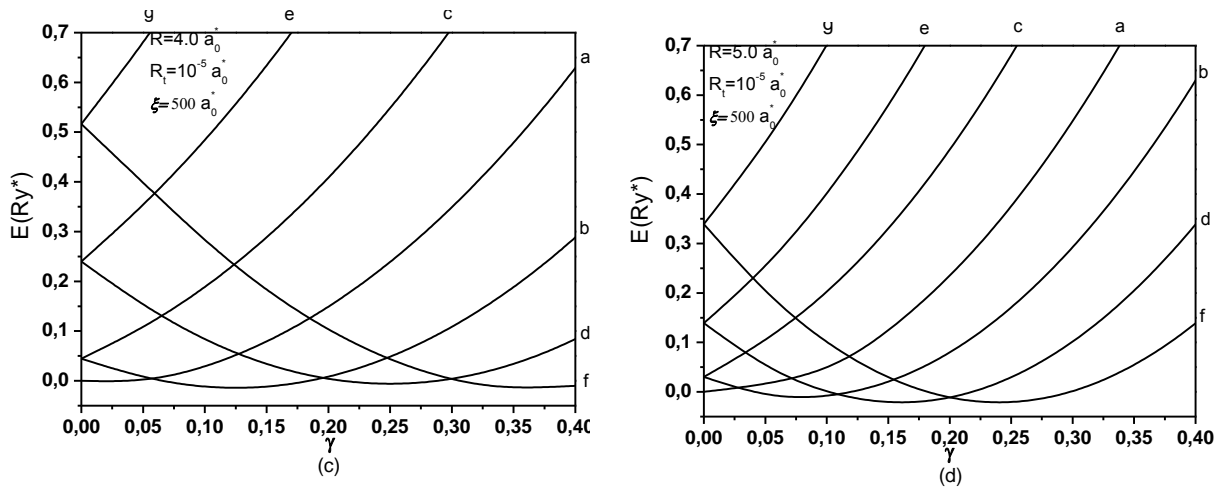 g e c
R=4.0 a₀*
Rₜ=10⁻⁵ a₀*
ξ=500 a₀*
0,7
0,6
0,5
0,4
0,3
0,2
0,1
0,0
E(Ry*)
a
b
d
f
0,00 0,05 0,10 0,15 0,20 0,25 0,30 0,35 0,40
γ
(c)
g e c a
R=5.0 a₀*
Rₜ=10⁻⁵ a₀*
ξ=500 a₀*
0,7
0,6
0,5
0,4
0,3
0,2
0,1
0,0
E(Ry*)
b
d
f
0,00 0,05 0,10 0,15 0,20 0,25 0,30 0,35 0,40
γ
(d)